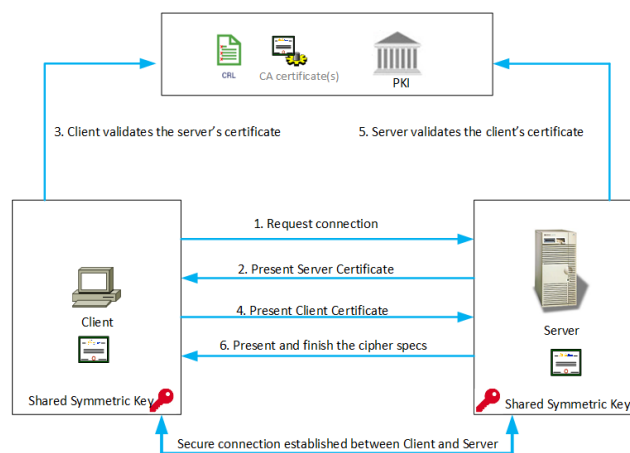 CRL
CA certificate(s)
PKI
3. Client validates the server's certificate
5. Server validates the client's certificate
1. Request connection
2. Present Server Certificate
4. Present Client Certificate
Client
Server
6. Present and finish the cipher specs
Shared Symmetric Key
Shared Symmetric Key
Secure connection established between Client and Server